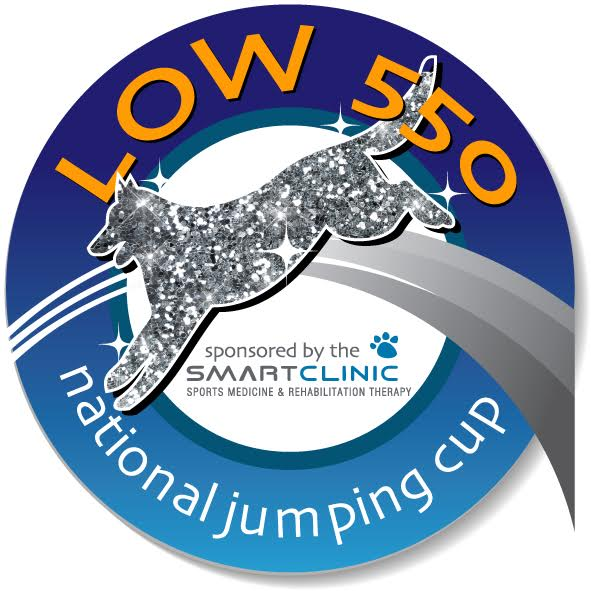 LOW 550
sponsored by the
SMARTCLINIC
SPORTS MEDICINE & REHABILITATION THERAPY
national jumping cup